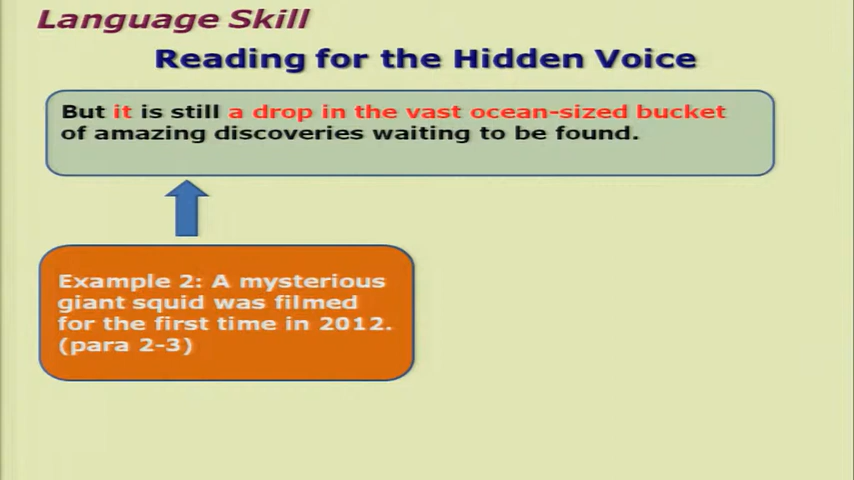 Language Skill
Reading for the Hidden Voice
But it is still a drop in the vast ocean-sized bucket
of amazing discoveries waiting to be found.
Example 2: A mysterious
giant squid was filmed
for the first time in 2012.
(para 2-3)